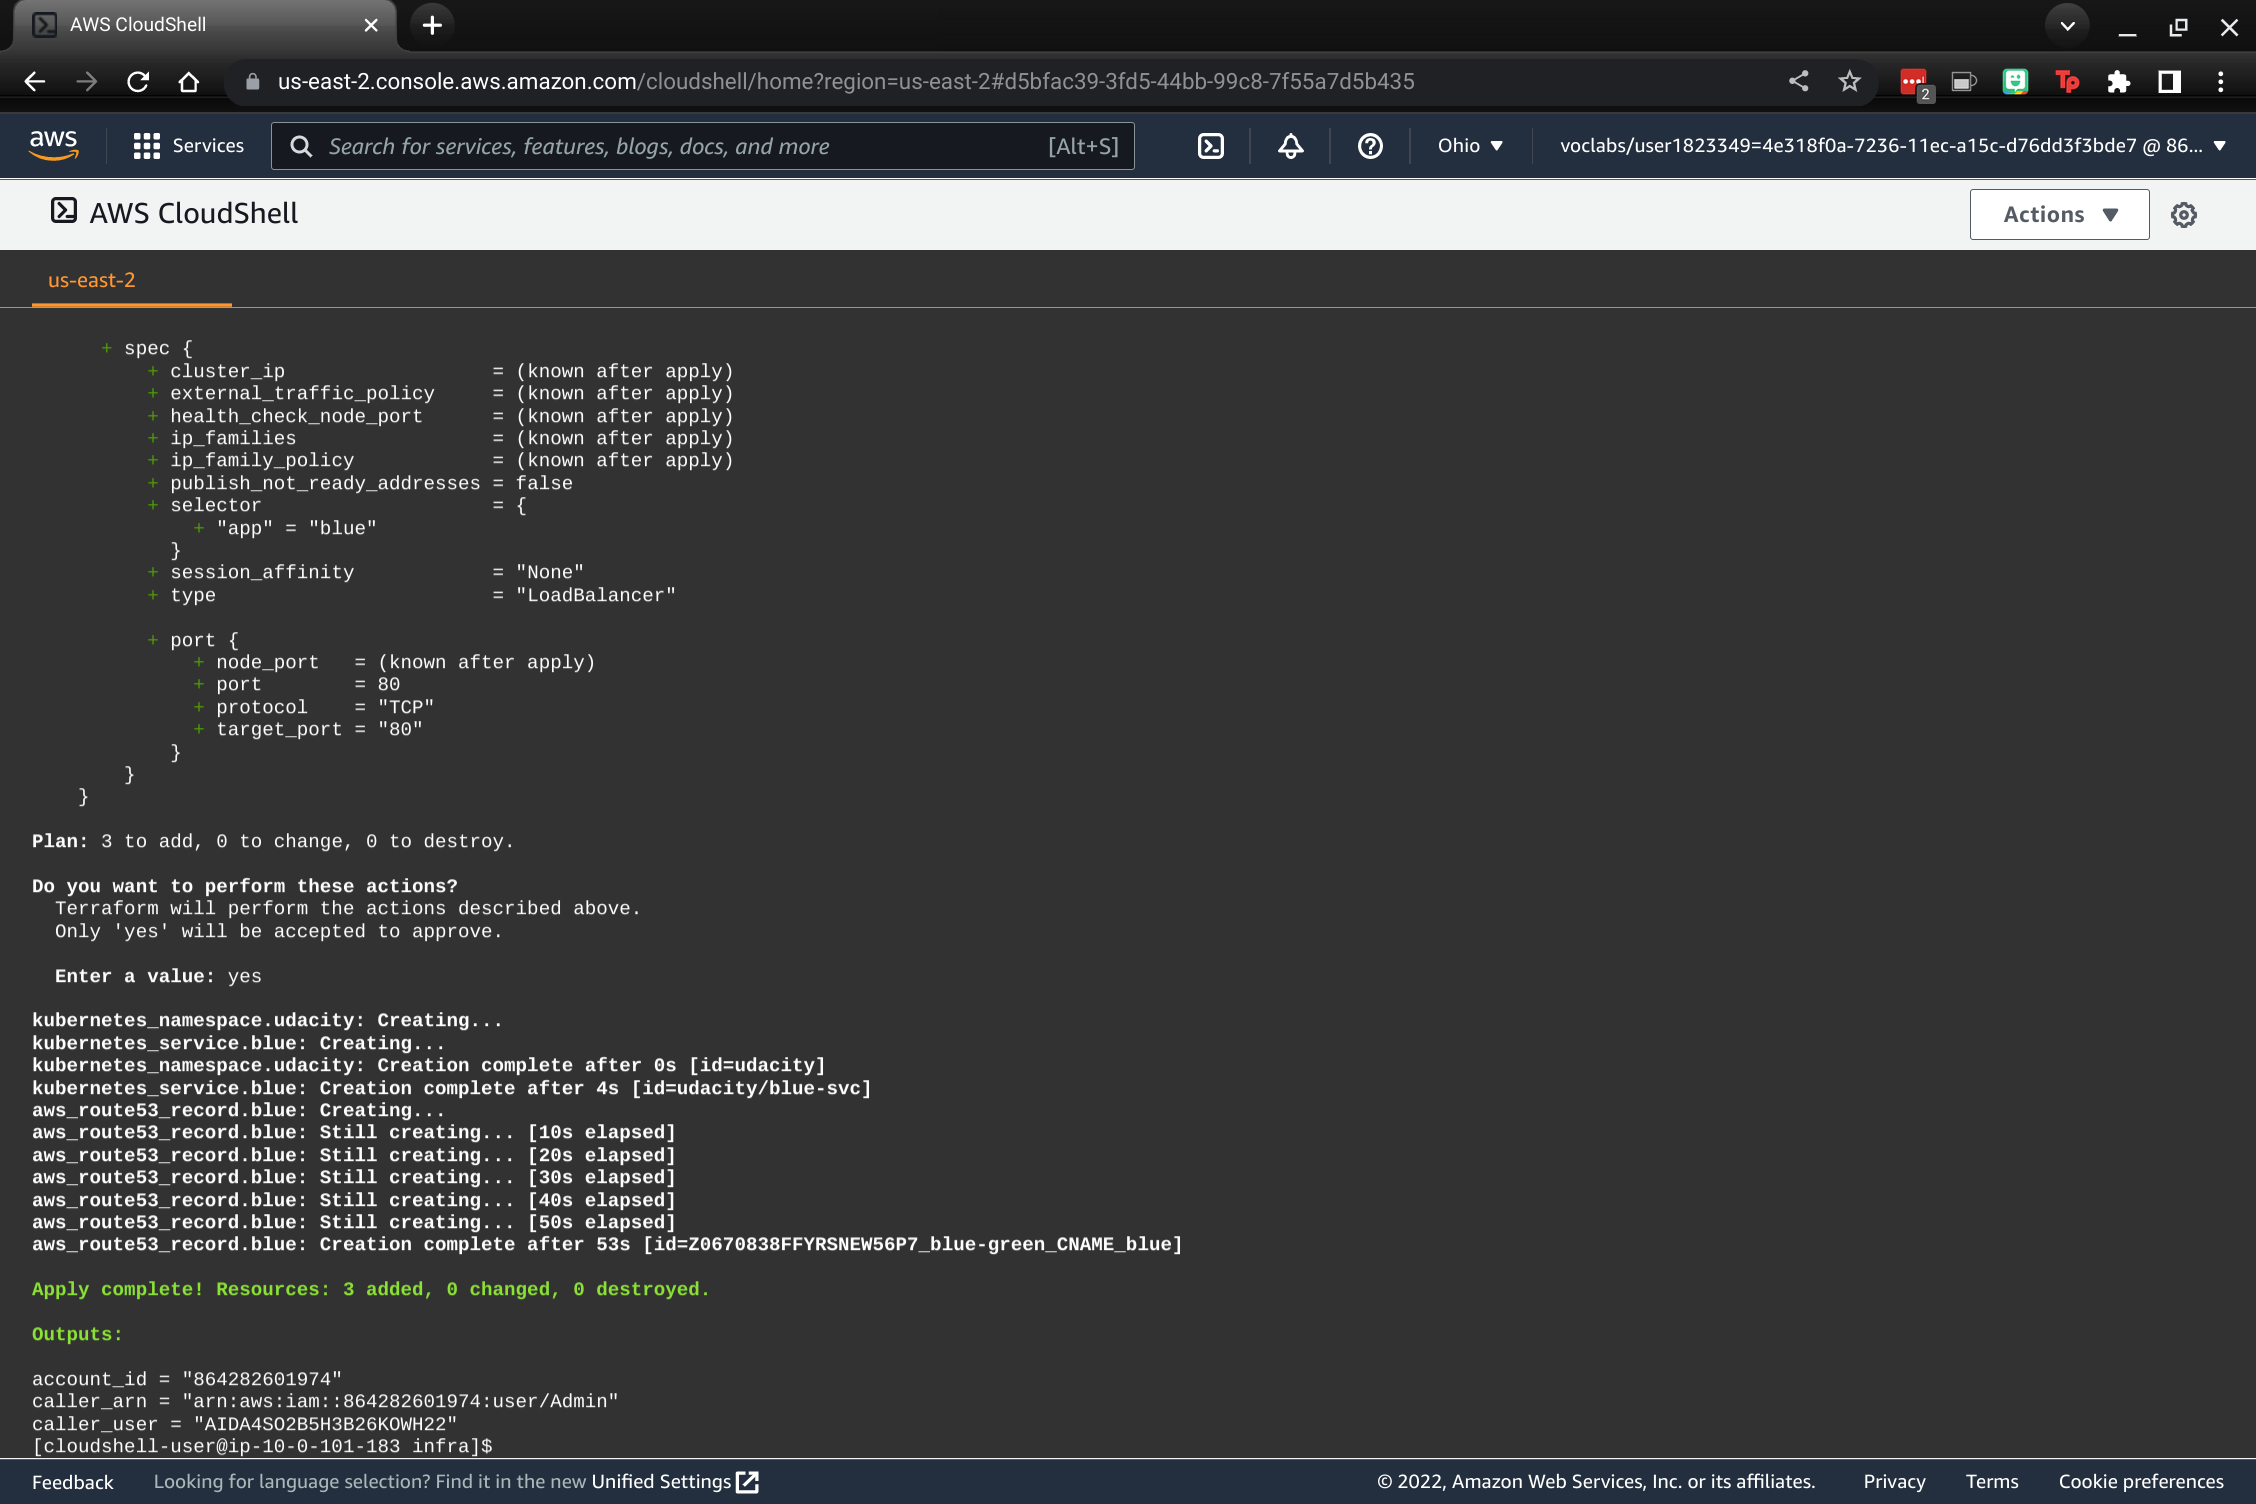 AWS CloudShell
us-east-2.console.aws.amazon.com/cloudshell/home?region=us-east-2#d5bfac39-3fd5-44bb-99c8-7f55a7d5b435
2
Tp
aws
Services
Search for services, features, blogs, docs, and more [Alt+S]
Ohio
voclabs/user1823349=4e318f0a-7236-11ec-a15c-d76dd3f3bde7 @ 86...
AWS CloudShell
Actions
us-east-2
+ spec {
+ cluster_ip = (known after apply)
+ external_traffic_policy = (known after apply)
+ health_check_node_port = (known after apply)
+ ip_families = (known after apply)
+ ip_family_policy = (known after apply)
+ publish_not_ready_addresses = false
+ selector = {
+ "app" = "blue"
}
+ session_affinity = "None"
+ type = "LoadBalancer"
+ port {
+ node_port = (known after apply)
+ port = 80
+ protocol = "TCP"
+ target_port = "80"
}
}
}
Plan: 3 to add, 0 to change, 0 to destroy.
Do you want to perform these actions?
Terraform will perform the actions described above.
Only 'yes' will be accepted to approve.
Enter a value: yes
kubernetes_namespace.udacity: Creating...
kubernetes_service.blue: Creating...
kubernetes_namespace.udacity: Creation complete after 0s [id=udacity]
kubernetes_service.blue: Creation complete after 4s [id=udacity/blue-svc]
aws_route53_record.blue: Creating...
aws_route53_record.blue: Still creating... [10s elapsed]
aws_route53_record.blue: Still creating... [20s elapsed]
aws_route53_record.blue: Still creating... [30s elapsed]
aws_route53_record.blue: Still creating... [40s elapsed]
aws_route53_record.blue: Still creating... [50s elapsed]
aws_route53_record.blue: Creation complete after 53s [id=Z0670838FFYRSNEW56P7_blue-green_CNAME_blue]
Apply complete! Resources: 3 added, 0 changed, 0 destroyed.
Outputs:
account_id = "864282601974"
caller_arn = "arn:aws:iam::864282601974:user/Admin"
caller_user = "AIDA4SO2B5H3B26KOWH22"
[cloudshell-user@ip-10-0-101-183 infra]$
Feedback
Looking for language selection? Find it in the new Unified Settings
© 2022, Amazon Web Services, Inc. or its affiliates.
Privacy
Terms
Cookie preferences